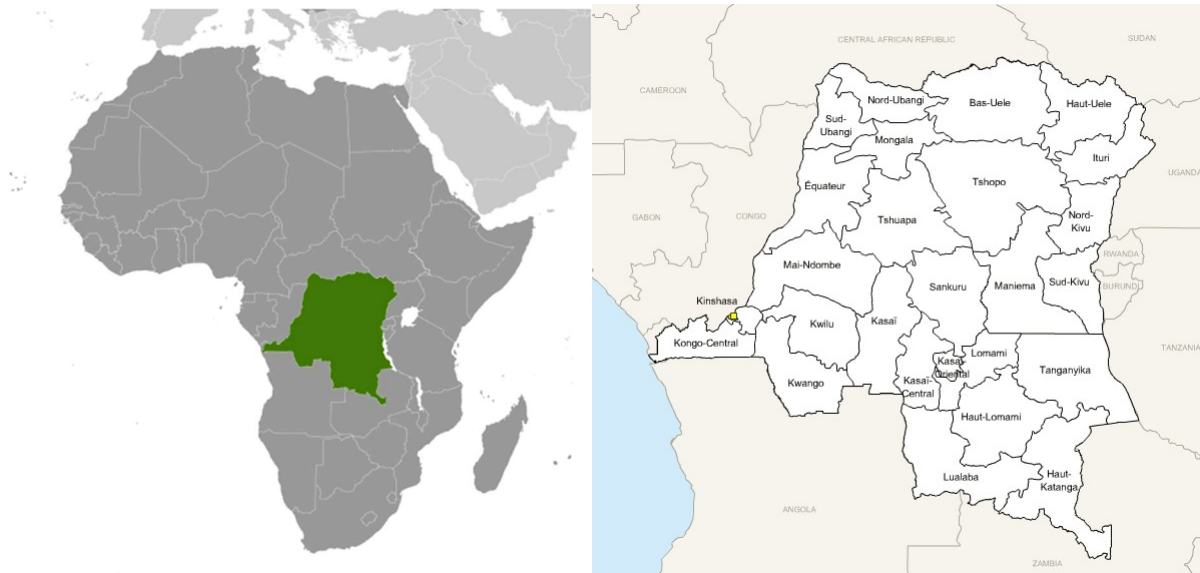 CENTRAL AFRICAN REPUBLIC
SUDAN
CAMEROON
Nord-Ubangi
Bas-Uele
Haut-Uele
Sud-
Ubangi
Mongala
Ituri
UGANDA
Équateur
Tshopo
GABON
CONGO
Tshuapa
Nord-
Kivu
RWANDA
Mai-Ndombe
Sankuru
Maniema
Sud-Kivu
BURUNDI
Kinshasa
Kwilu
Kasaï
Kongo-Central
TANZANIA
Lomami
Kasaï-
Oriental
Tanganyika
Kwango
Kasaï-
Central
Haut-Lomami
Lualaba
Haut-
Katanga
ANGOLA
ZAMBIA